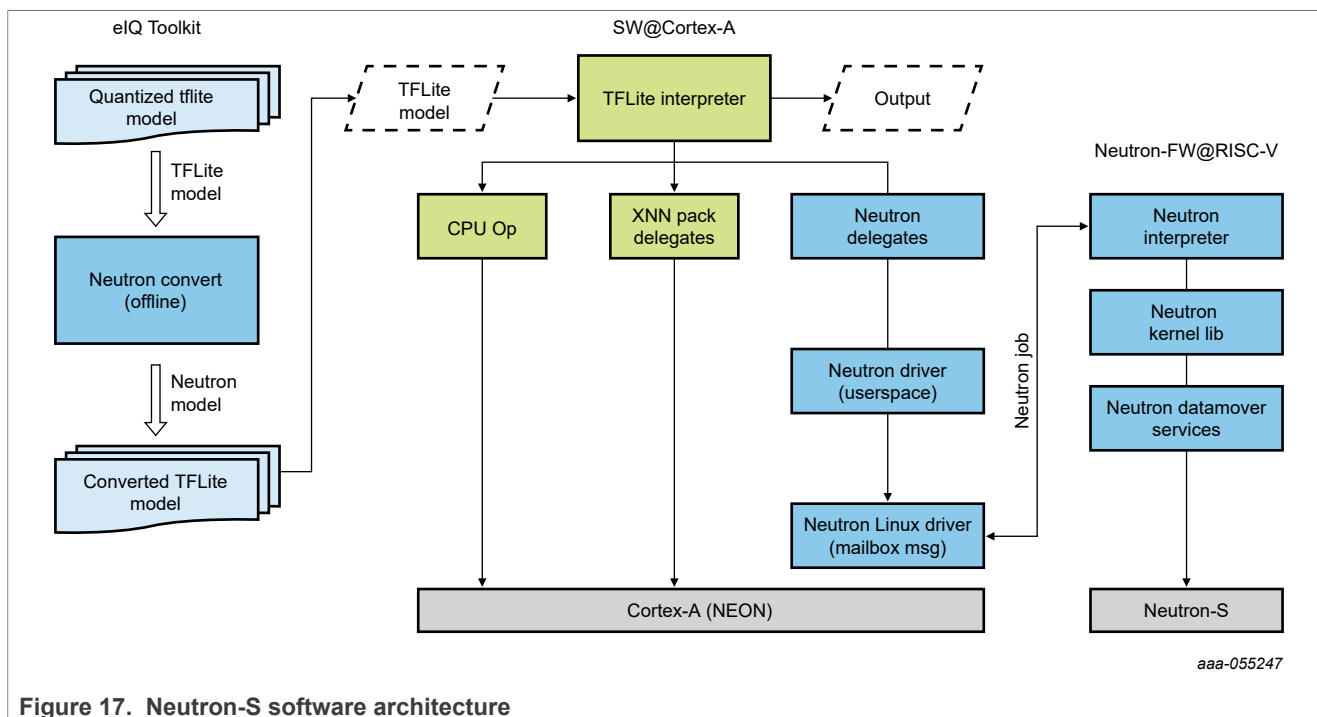 eIQ Toolkit
SW@Cortex-A
Quantized tflite
model
TFLite
model
TFLite interpreter
Output
Neutron-FW@RISC-V
TFLite
model
CPU Op
XNN pack
delegates
Neutron
delegates
Neutron
interpreter
Neutron convert
(offline)
Neutron
kernel lib
Neutron job
Neutron driver
(userspace)
Neutron
model
Neutron datamover
services
Converted TFLite
model
Neutron Linux driver
(mailbox msg)
Cortex-A (NEON)
Neutron-S
aaa-055247
Figure 17. Neutron-S software architecture